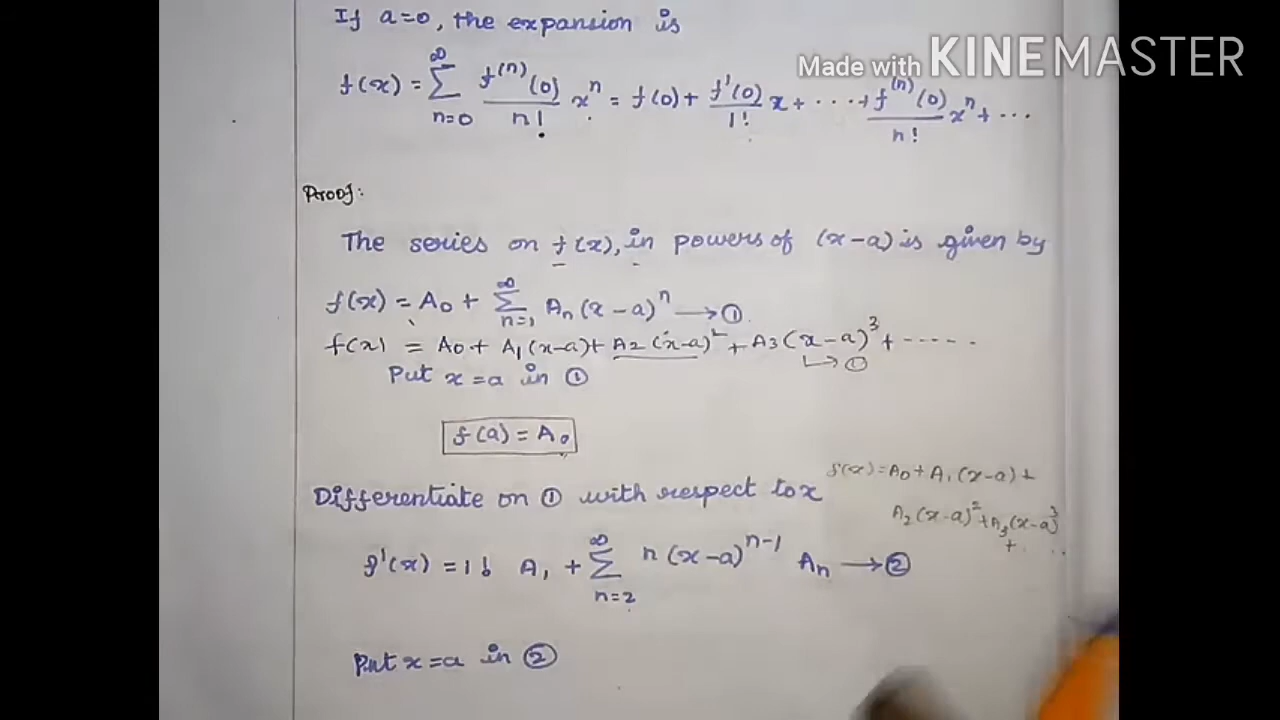 If a=0, the expansion is
Made with KINEMASTER
f(x) = ∑_{n=0}^{∞} f^{(n)}(0)/n! x^n = f(0) + f'(0)/1! x + ····+ f^{(n)}(0)/n! x^n + ···
Proof:
The series on f(x), in powers of (x-a) is given by
f(x) = A₀ + ∑_{n=1}^{∞} Aₙ(x-a)^n → ①
f(x) = A₀ + A₁(x-a) + A₂(x-a)² + A₃(x-a)³ + -----.
↳ ①
Put x=a in ①
f(a) = A₀
f(x) = A₀ + A₁(x-a) +
Differentiate on ① with respect to x
A₂(x-a)² + A₃(x-a)³
+ ...
f'(x) = 1! A₁ + ∑_{n=2}^{∞} n(x-a)^{n-1} Aₙ → ②
Put x=a in ②